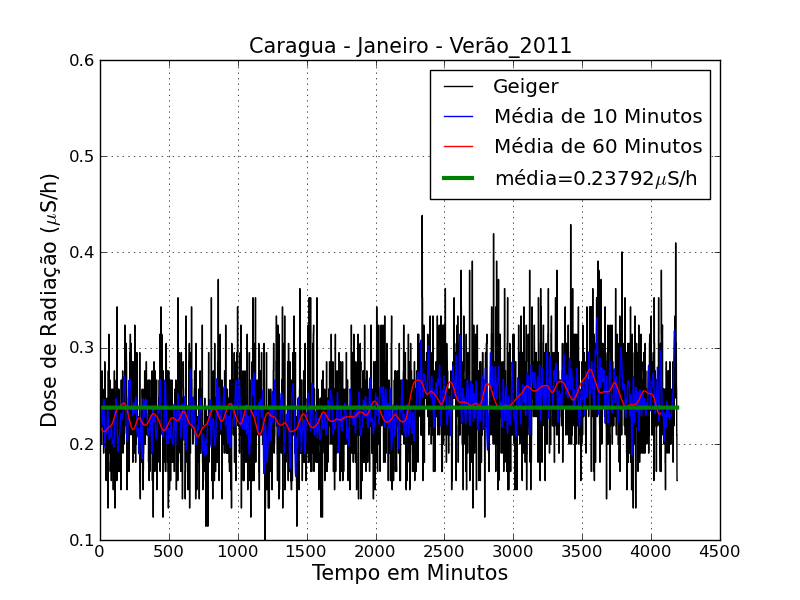 Caragua - Janeiro - Verão_2011
0.6
0.5
0.4
0.3
0.2
0.1
Dose de Radiação (μS/h)
Geiger
Média de 10 Minutos
Média de 60 Minutos
média=0.23792μS/h
0 500 1000 1500 2000 2500 3000 3500 4000 4500
Tempo em Minutos